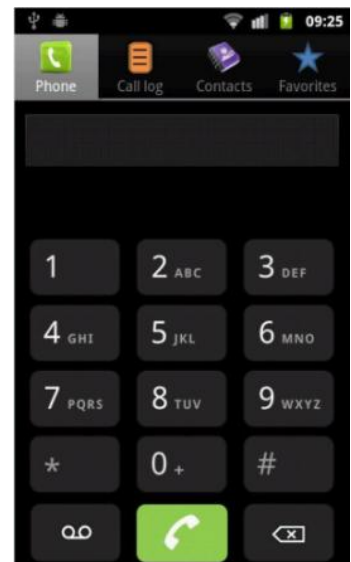 09:25
Phone Call log Contacts Favorites
1 2 ABC 3 DEF
4 GHI 5 JKL 6 MNO
7 PQRS 8 TUV 9 WXYZ
* 0 + #